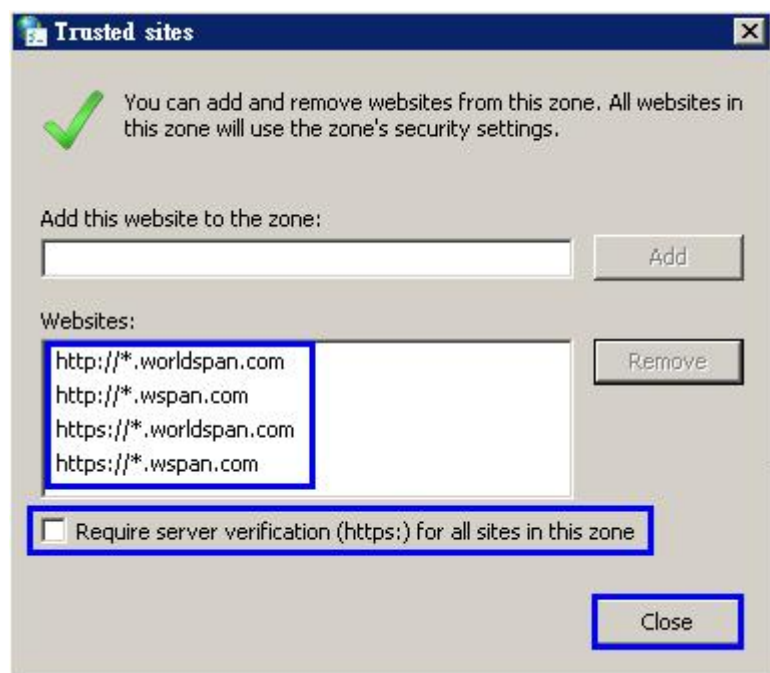 Trusted sites
You can add and remove websites from this zone. All websites in
this zone will use the zone's security settings.
Add this website to the zone:
Add
Websites:
http://*.worldspan.com
http://*.wspan.com
https://*.worldspan.com
https://*.wspan.com
Remove
Require server verification (https:) for all sites in this zone
Close